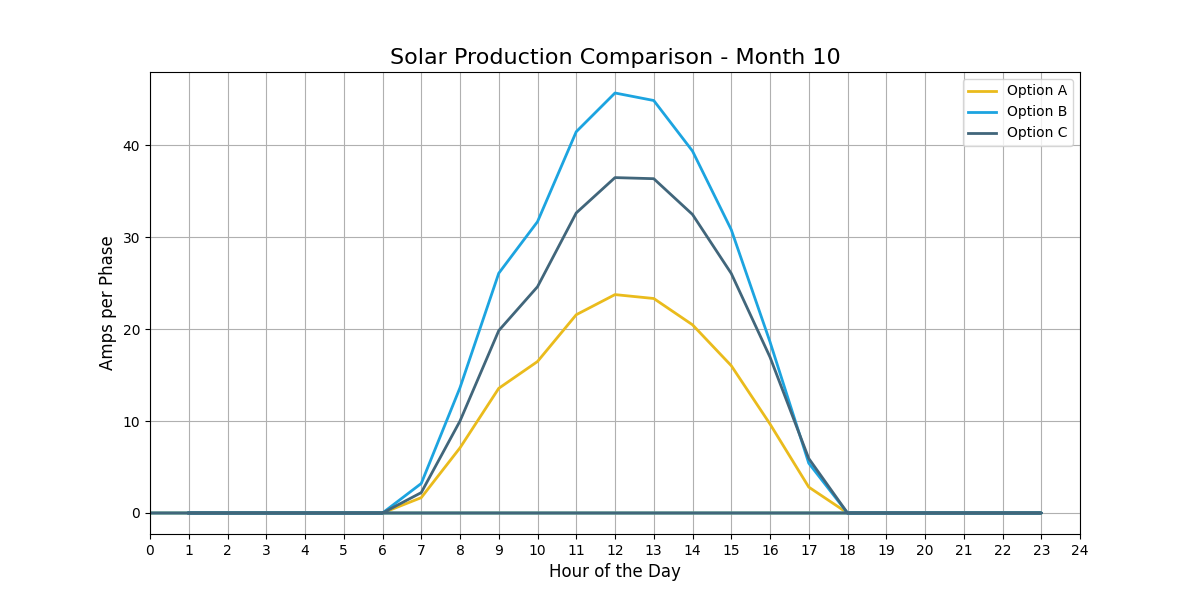 Solar Production Comparison - Month 10
Option A
Option B
Option C
Amps per Phase
40
30
20
10
0
0 1 2 3 4 5 6 7 8 9 10 11 12 13 14 15 16 17 18 19 20 21 22 23 24
Hour of the Day